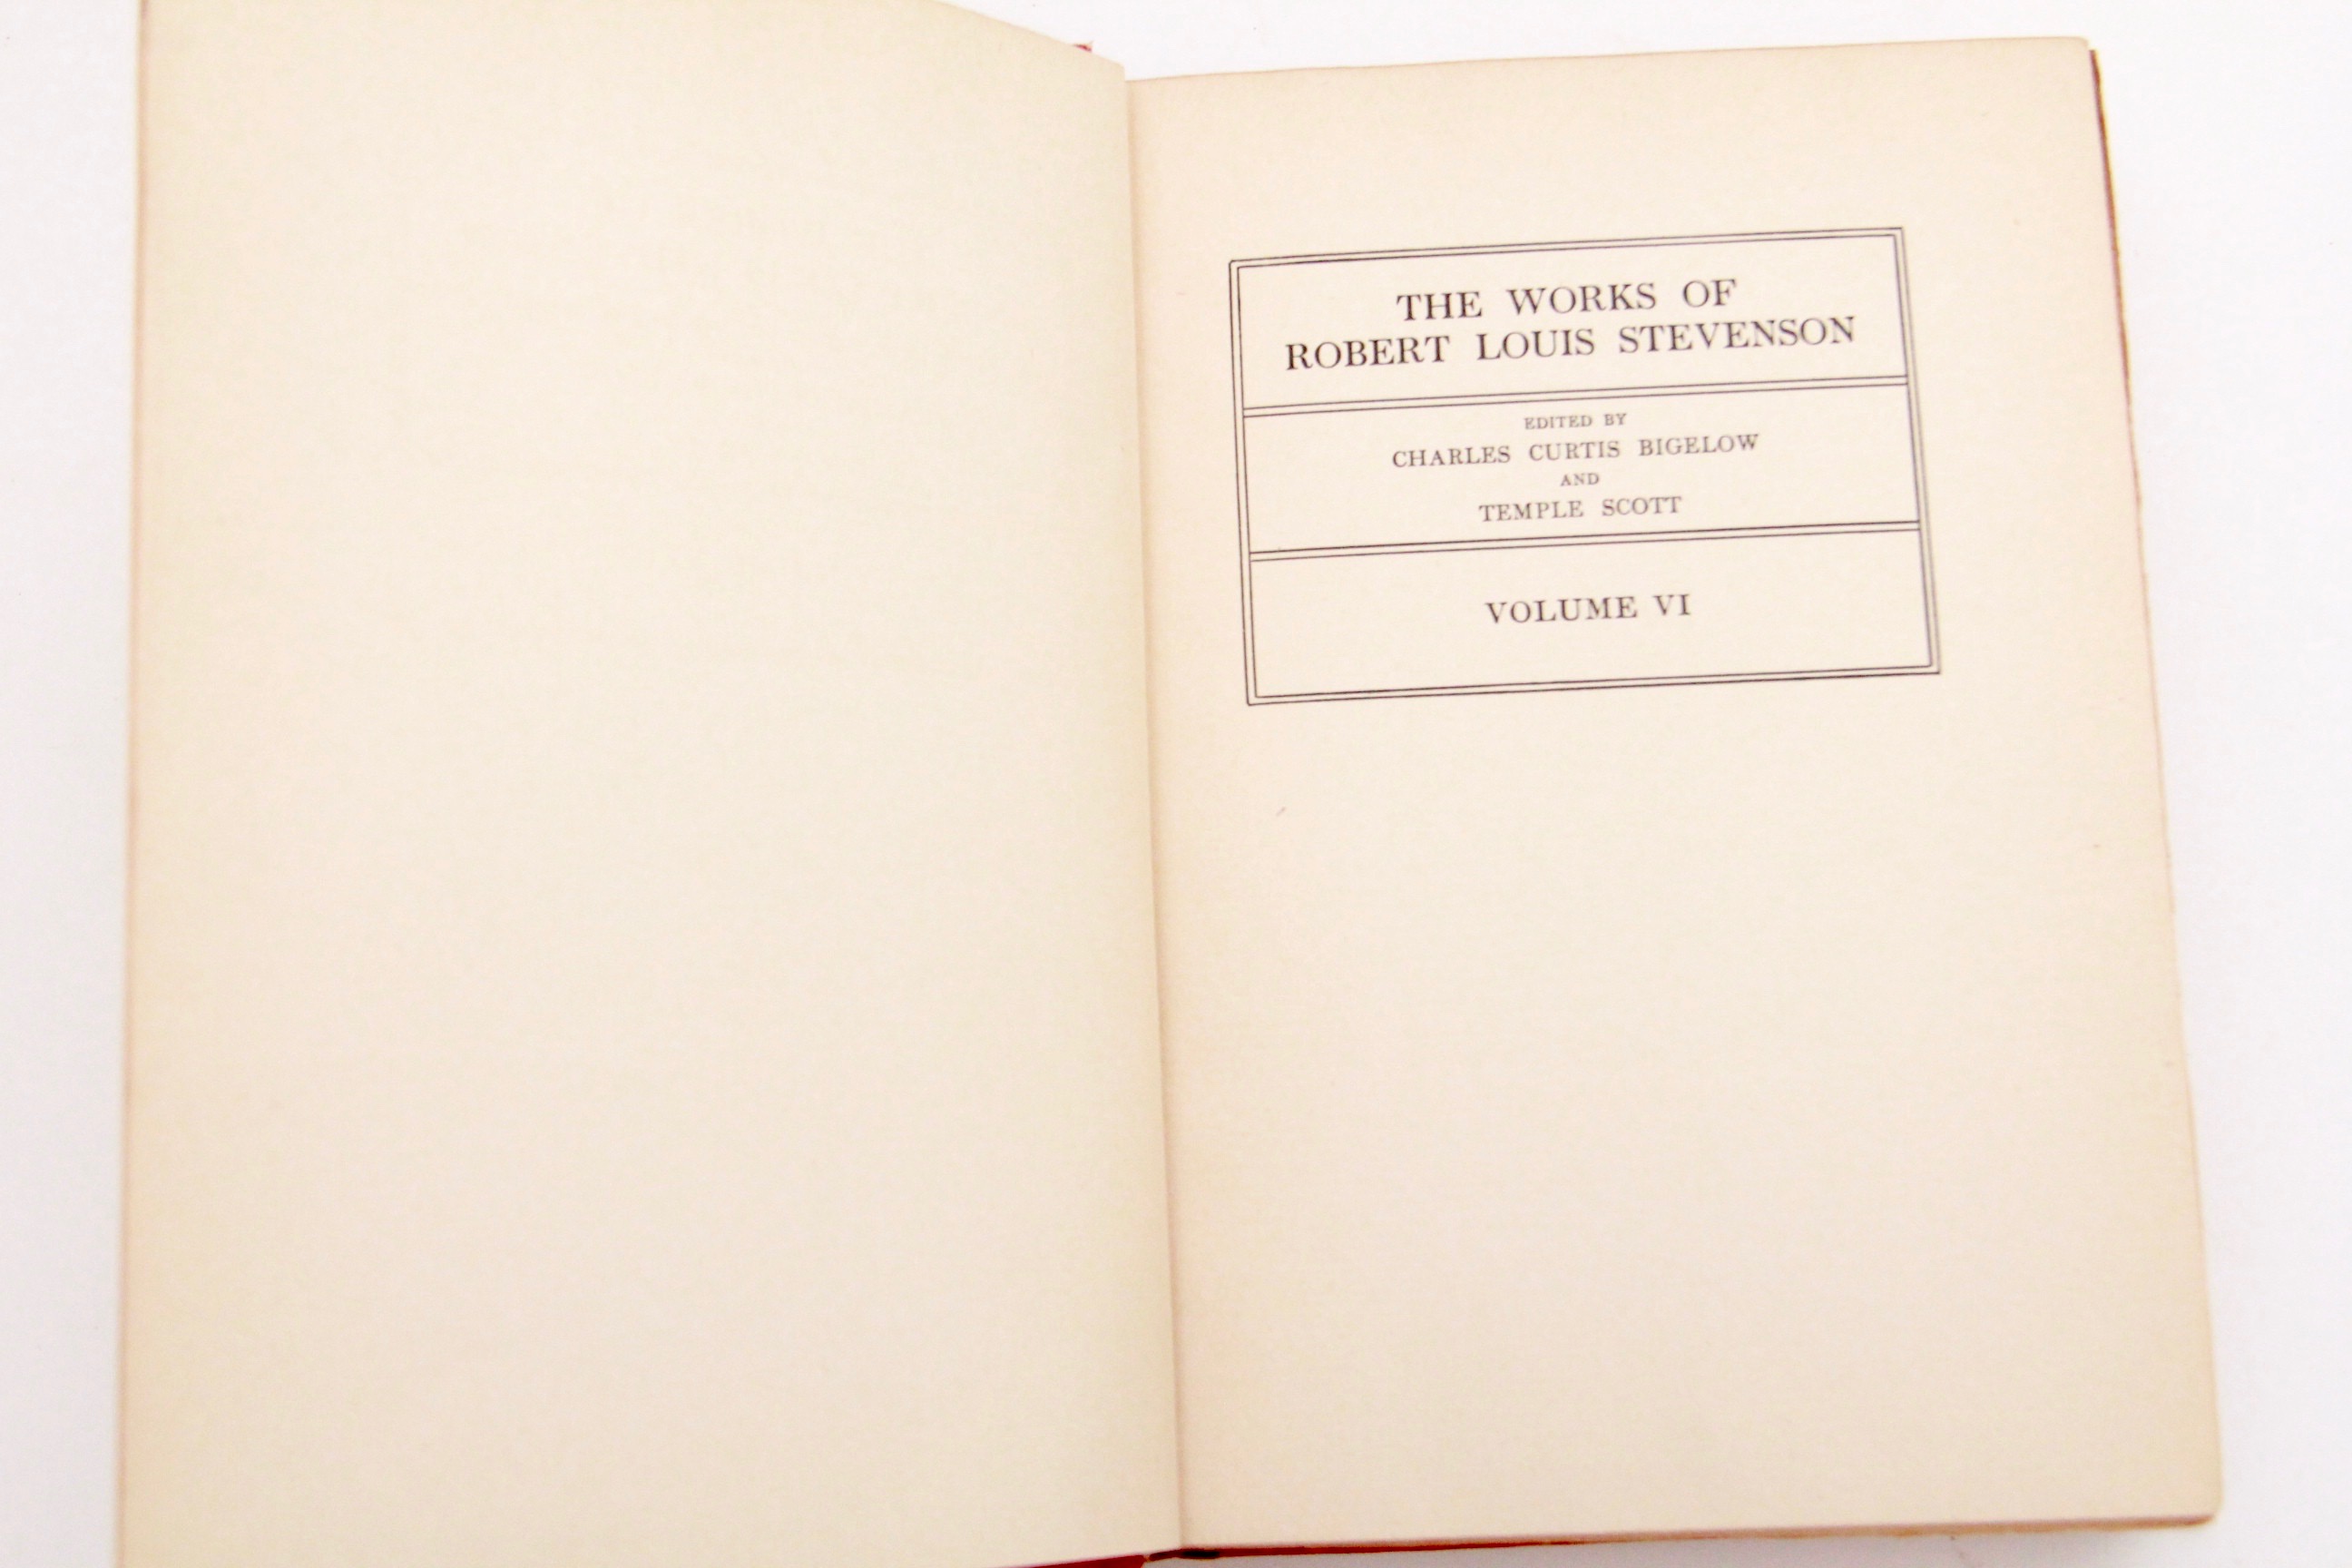 THE WORKS OF
ROBERT LOUIS STEVENSON
EDITED BY
CHARLES CURTIS BIGELOW
AND
TEMPLE SCOTT
VOLUME VI